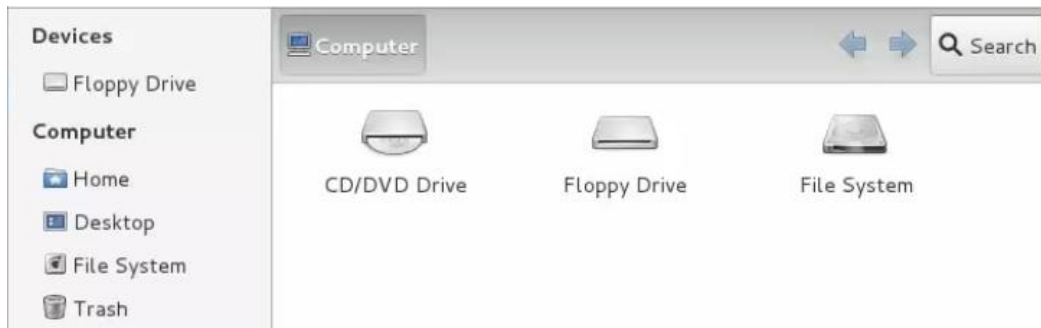 Devices
Floppy Drive
Computer
Home
Desktop
File System
Trash
Computer
Search
CD/DVD Drive
Floppy Drive
File System